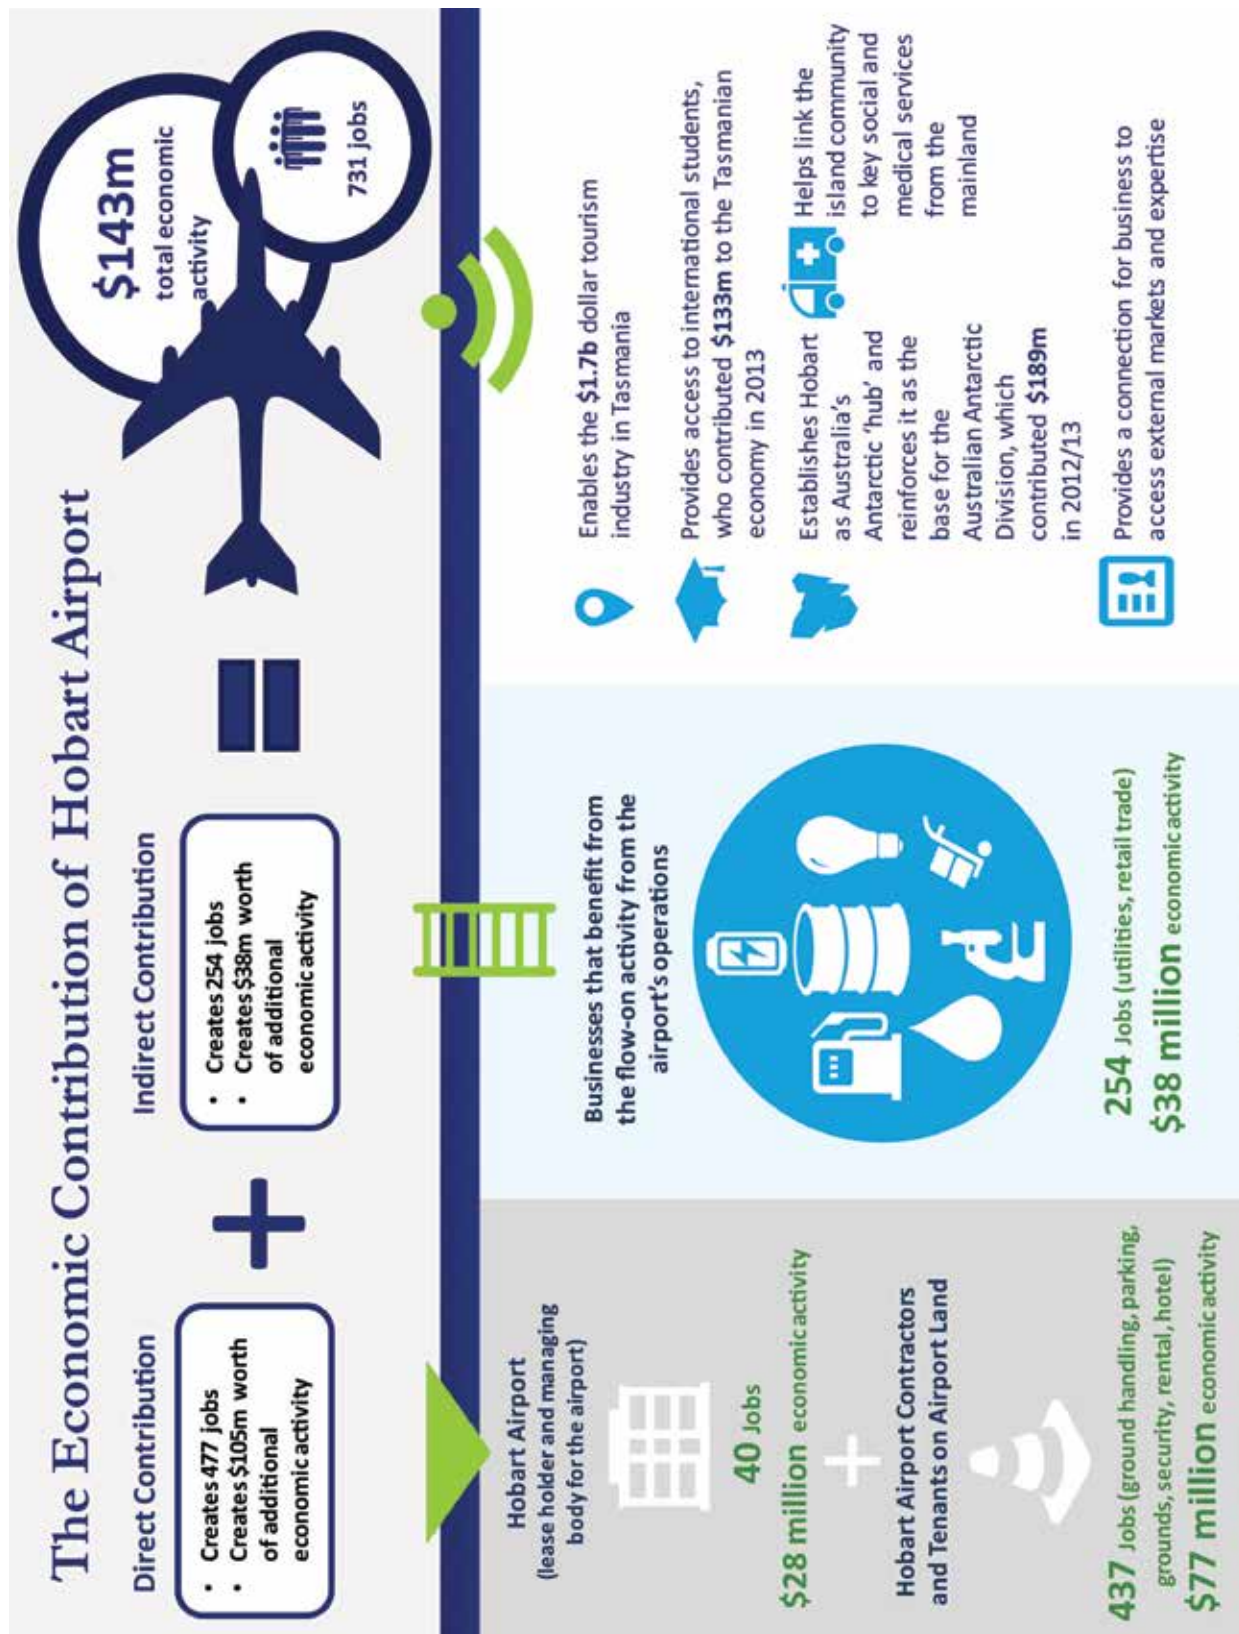 The Economic Contribution of Hobart Airport
Direct Contribution
• Creates 477 jobs
• Creates $105m worth
of additional
economic activity
Indirect Contribution
• Creates 254 jobs
• Creates $38m worth
of additional
economic activity
$143m
total economic
activity
731 jobs
Hobart Airport
(lease holder and managing
body for the airport)
40 Jobs
$28 million economic activity
Hobart Airport Contractors
and Tenants on Airport Land
437 Jobs (ground handling, parking,
grounds, security, rental, hotel)
$77 million economic activity
Businesses that benefit from
the flow-on activity from the
airport's operations
254 Jobs (utilities, retail trade)
$38 million economic activity
Enables the $1.7b dollar tourism
industry in Tasmania
Provides access to international students,
who contributed $133m to the Tasmanian
economy in 2013
Establishes Hobart
as Australia's
Antarctic 'hub' and
reinforces it as the
base for the
Australian Antarctic
Division, which
contributed $189m
in 2012/13
Helps link the
island community
to key social and
medical services
from the
mainland
Provides a connection for business to
access external markets and expertise